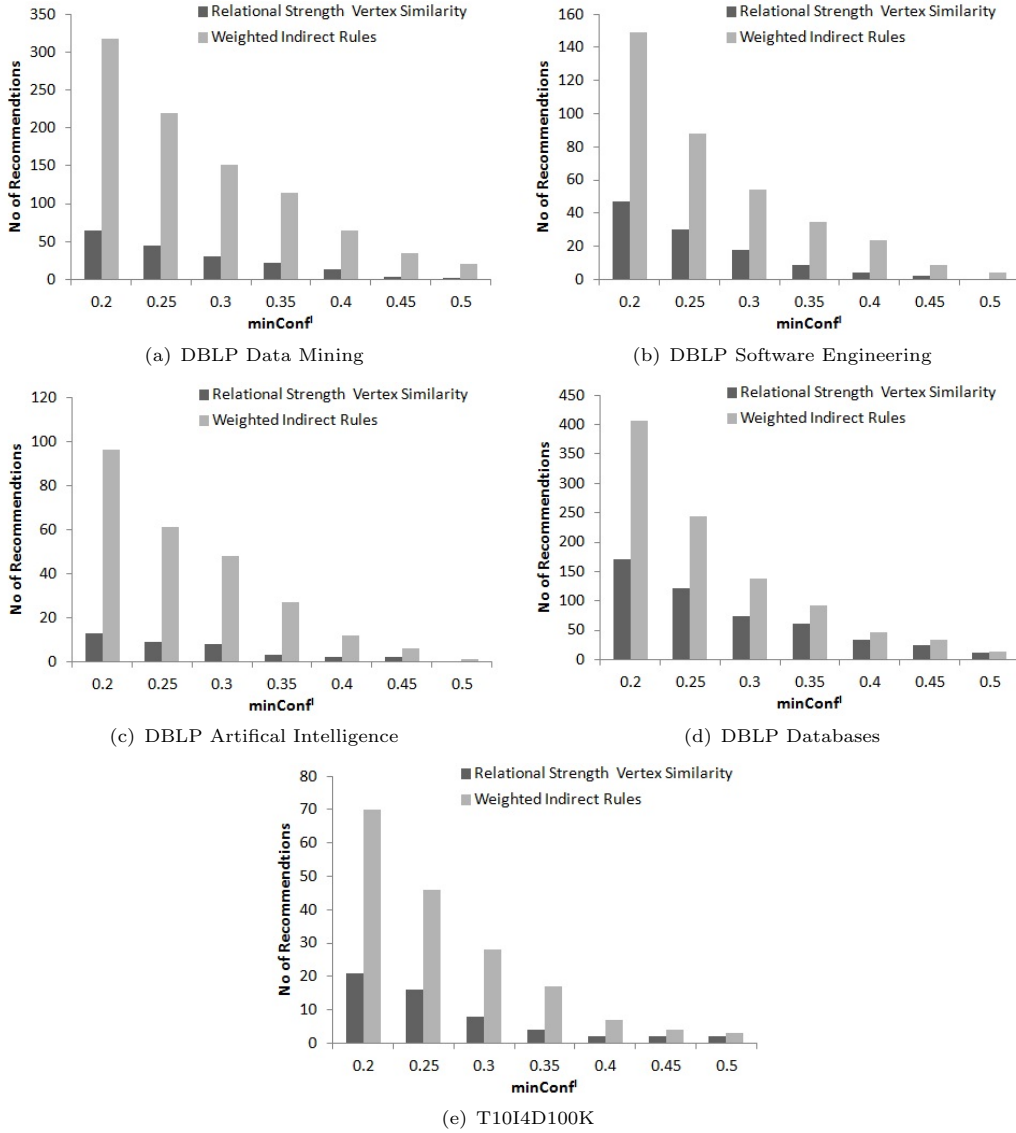 Relational Strength Vertex Similarity
Weighted Indirect Rules
No of Recommendtions
350
300
250
200
150
100
50
0
0.2 0.25 0.3 0.35 0.4 0.45 0.5
minConfᴵ
(a) DBLP Data Mining
Relational Strength Vertex Similarity
Weighted Indirect Rules
No of Recommendtions
160
140
120
100
80
60
40
20
0
0.2 0.25 0.3 0.35 0.4 0.45 0.5
minConfᴵ
(b) DBLP Software Engineering
Relational Strength Vertex Similarity
Weighted Indirect Rules
No of Recommendtions
120
100
80
60
40
20
0
0.2 0.25 0.3 0.35 0.4 0.45 0.5
minConfᴵ
(c) DBLP Artifical Intelligence
Relational Strength Vertex Similarity
Weighted Indirect Rules
No of Recommendtions
450
400
350
300
250
200
150
100
50
0
0.2 0.25 0.3 0.35 0.4 0.45 0.5
minConfᴵ
(d) DBLP Databases
Relational Strength Vertex Similarity
Weighted Indirect Rules
No of Recommendtions
80
70
60
50
40
30
20
10
0
0.2 0.25 0.3 0.35 0.4 0.45 0.5
minConfᴵ
(e) T10I4D100K